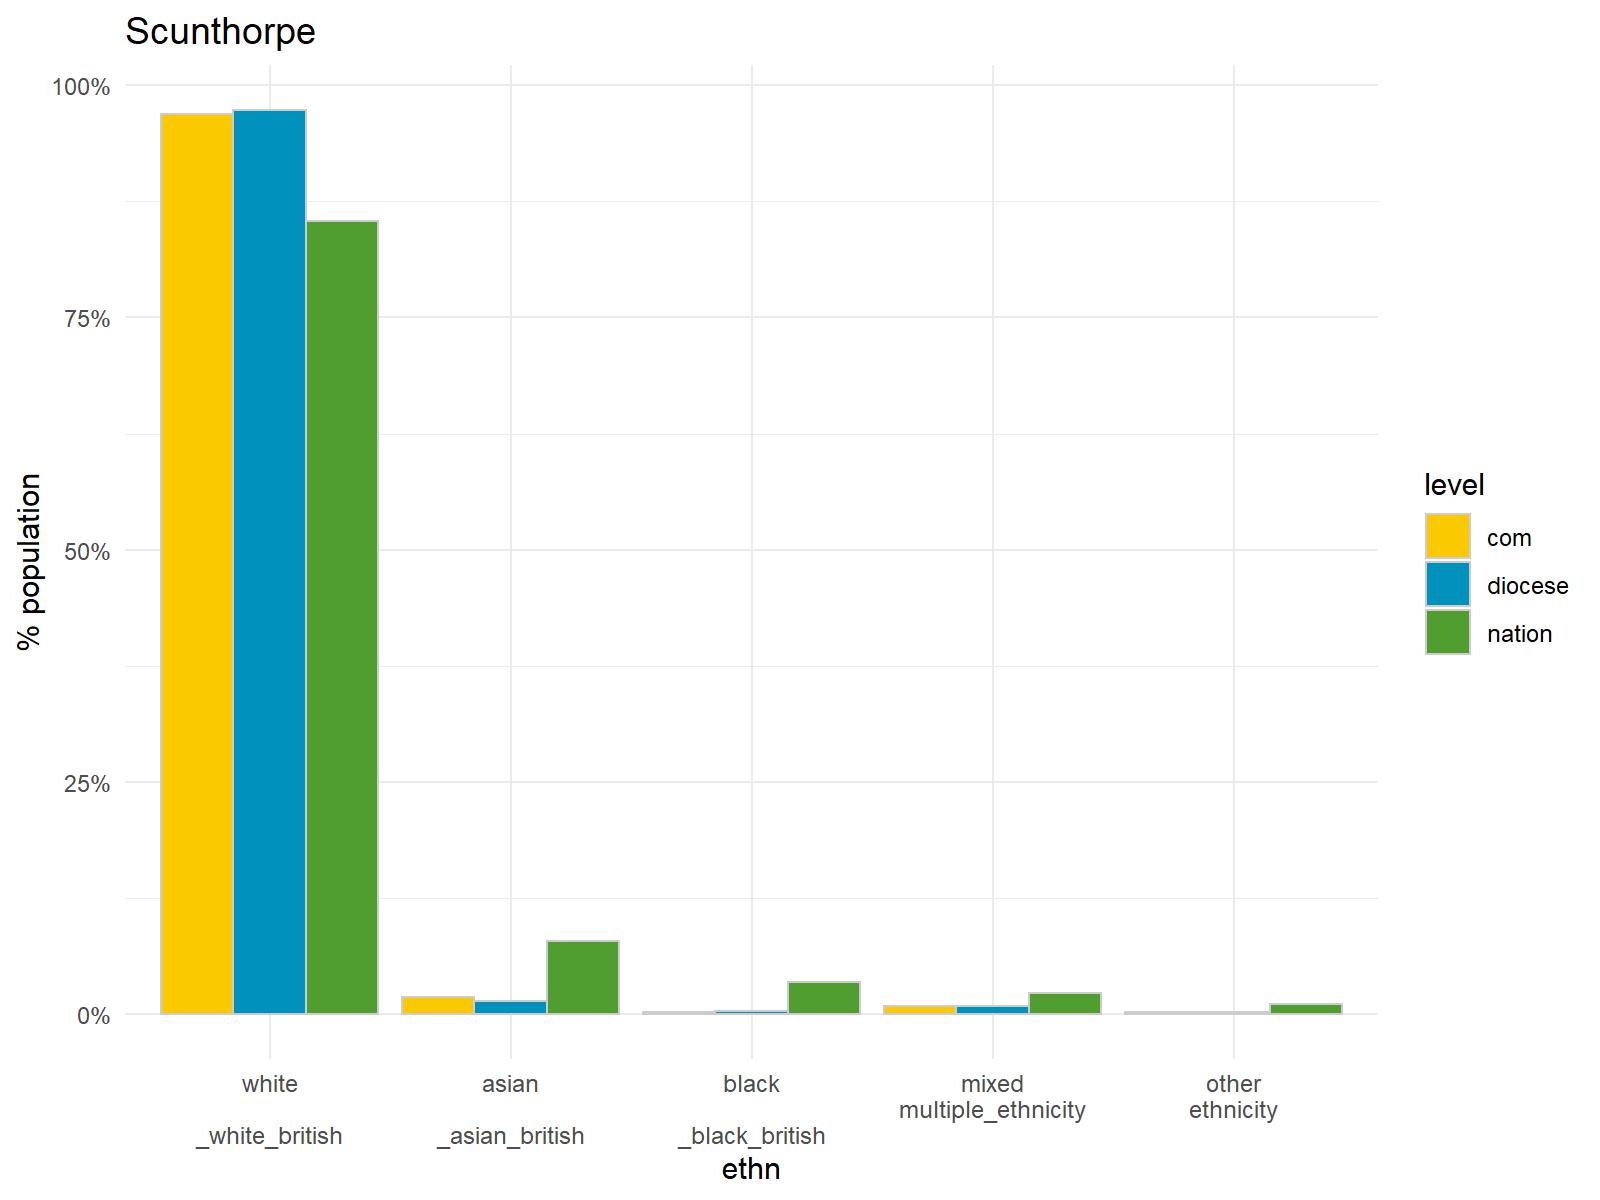 Scunthorpe
100%
75%
50%
25%
0%
% population
white
_white_british
asian
_asian_british
black
_black_british
mixed
multiple_ethnicity
other
ethnicity
ethn
level
com
diocese
nation